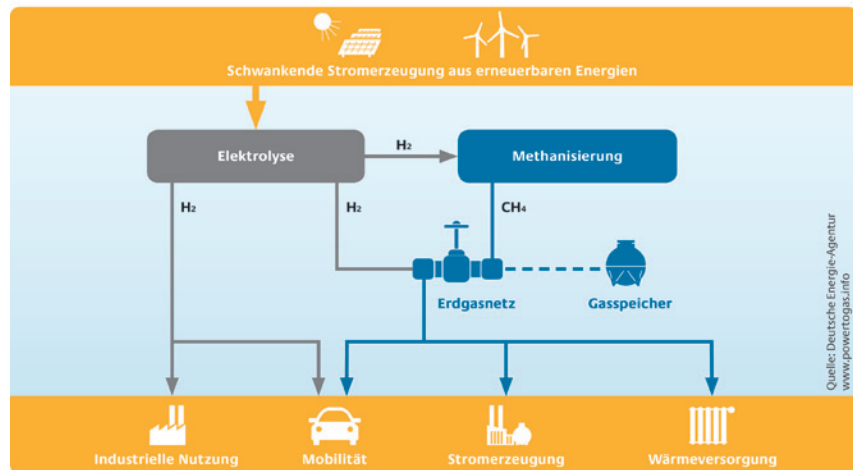 Schwankende Stromerzeugung aus erneuerbaren Energien
Elektrolyse
H₂
Methanisierung
H₂
H₂
CH₄
Erdgasnetz
Gasspeicher
Industrielle Nutzung
Mobilität
Stromerzeugung
Wärmeversorgung
Quelle: Deutsche Energie-Agentur
www.powertogas.info